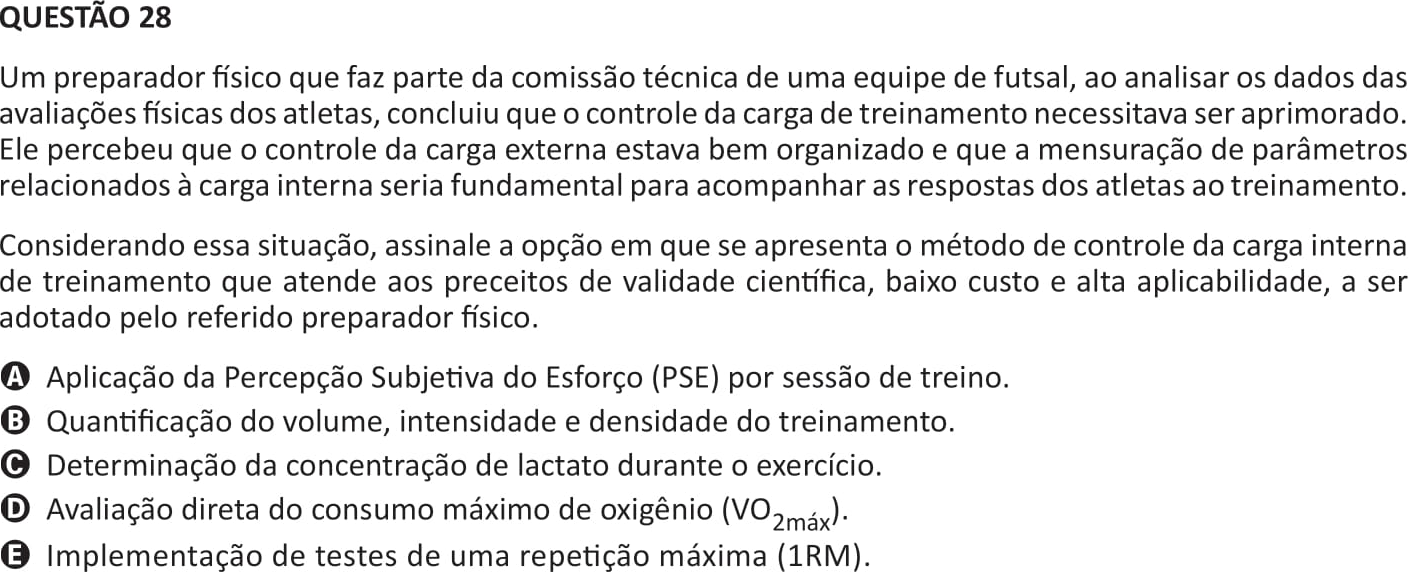 QUESTÃO 28
Um preparador físico que faz parte da comissão técnica de uma equipe de futsal, ao analisar os dados das
avaliações físicas dos atletas, concluiu que o controle da carga de treinamento necessitava ser aprimorado.
Ele percebeu que o controle da carga externa estava bem organizado e que a mensuração de parâmetros
relacionados à carga interna seria fundamental para acompanhar as respostas dos atletas ao treinamento.
Considerando essa situação, assinale a opção em que se apresenta o método de controle da carga interna
de treinamento que atende aos preceitos de validade científica, baixo custo e alta aplicabilidade, a ser
adotado pelo referido preparador físico.
A Aplicação da Percepção Subjetiva do Esforço (PSE) por sessão de treino.
B Quantificação do volume, intensidade e densidade do treinamento.
C Determinação da concentração de lactato durante o exercício.
D Avaliação direta do consumo máximo de oxigênio (VO₂máx).
E Implementação de testes de uma repetição máxima (1RM).